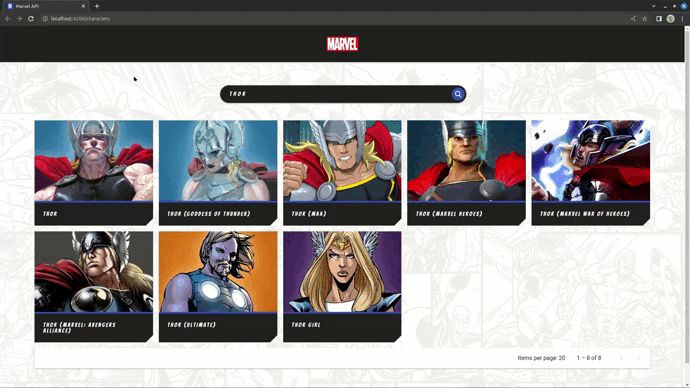 Marvel API
localhost:4200/characters
MARVEL
THOR
THOR
THOR (GODDESS OF THUNDER)
THOR (MAA)
THOR (MARVEL HEROES)
THOR (MARVEL WAR OF HEROES)
THOR (MARVEL: AVENGERS
ALLIANCE)
THOR (ULTIMATE)
THOR GIRL
Items per page: 20
1 – 8 of 8